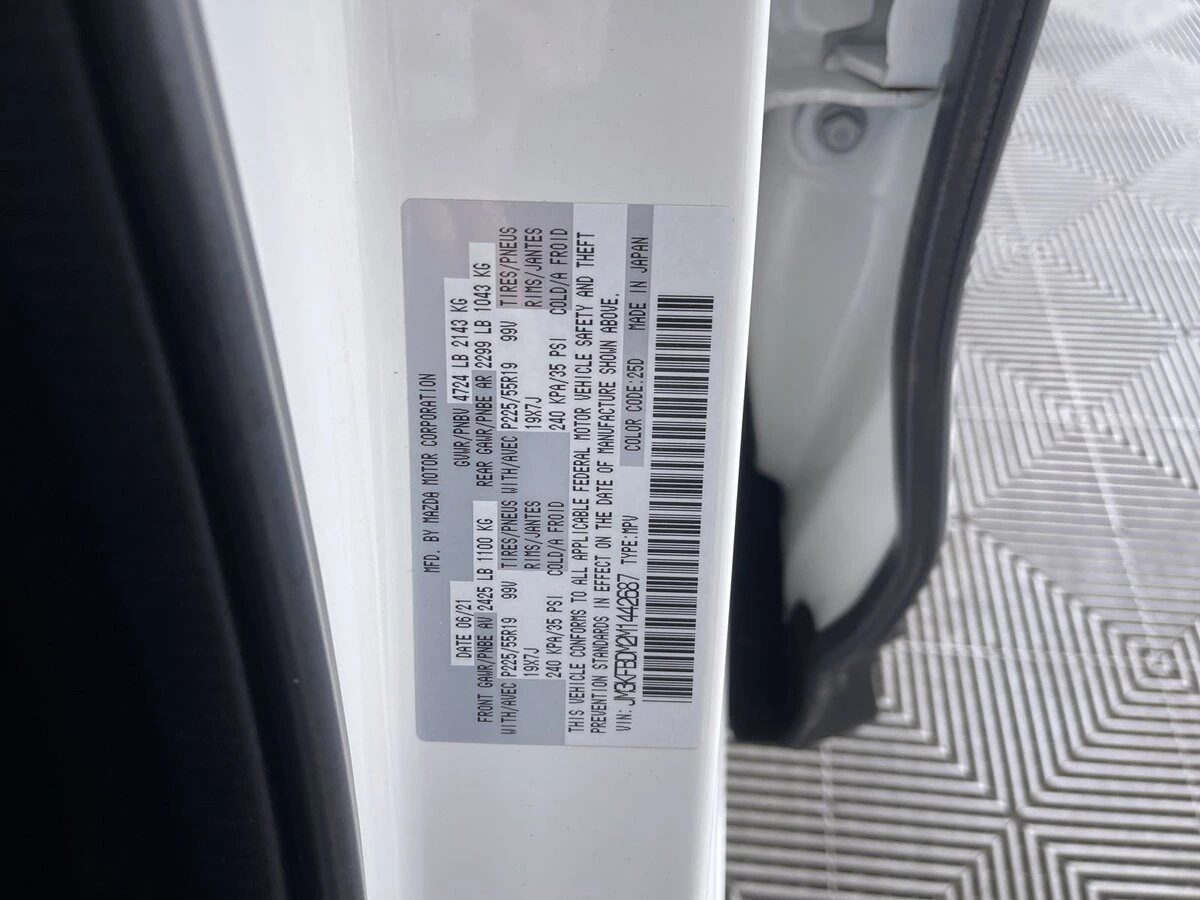 MFD. BY MAZDA MOTOR CORPORATION
DATE 06/21 GVWR/PNBV 4724 LB 2143 KG
FRONT GAWR/PNBE AV 2425 LB 1100 KG REAR GAWR/PNBE AR 2299 LB 1043 KG
WITH/AVEC P225/55R19 99V TIRES/PNEUS WITH/AVEC P225/55R19 99V TIRES/PNEUS
19X7J RIMS/JANTES 19X7J RIMS/JANTES
240 KPA/35 PSI COLD/A FROID 240 KPA/35 PSI COLD/A FROID
THIS VEHICLE CONFORMS TO ALL APPLICABLE FEDERAL MOTOR VEHICLE SAFETY AND THEFT
PREVENTION STANDARDS IN EFFECT ON THE DATE OF MANUFACTURE SHOWN ABOVE.
VIN: JM3KFBDM2M1442687 TYPE:MPV COLOR CODE:25D MADE IN JAPAN